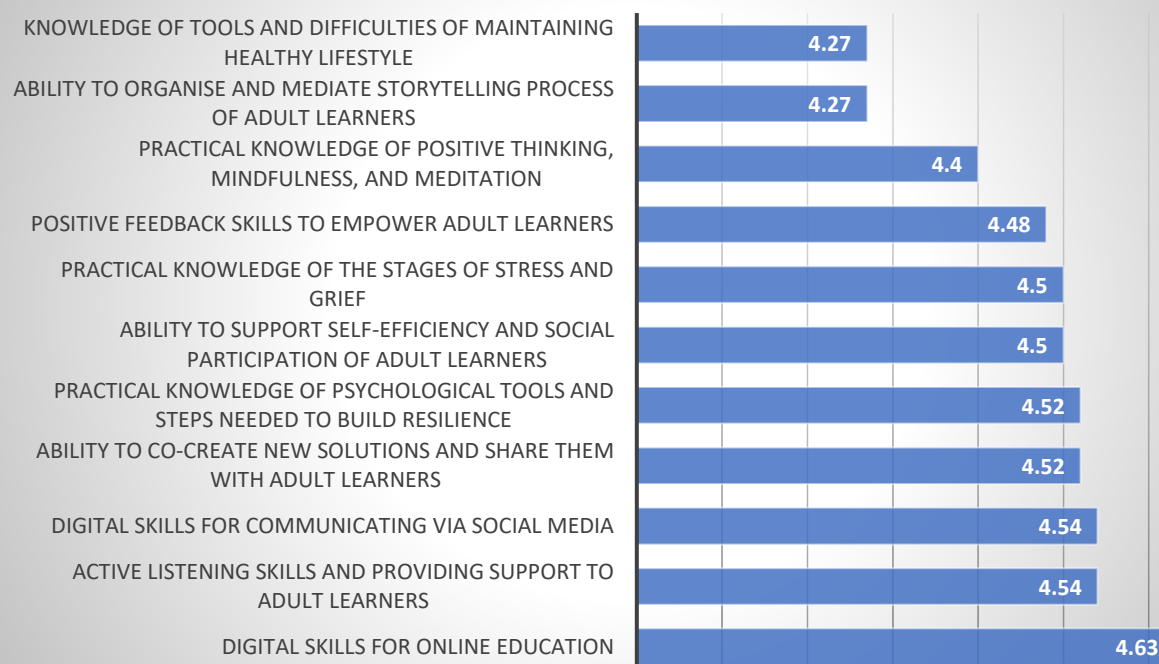 KNOWLEDGE OF TOOLS AND DIFFICULTIES OF MAINTAINING
HEALTHY LIFESTYLE
4.27
ABILITY TO ORGANISE AND MEDIATE STORYTELLING PROCESS
OF ADULT LEARNERS
4.27
PRACTICAL KNOWLEDGE OF POSITIVE THINKING,
MINDFULNESS, AND MEDITATION
4.4
POSITIVE FEEDBACK SKILLS TO EMPOWER ADULT LEARNERS
4.48
PRACTICAL KNOWLEDGE OF THE STAGES OF STRESS AND
GRIEF
4.5
ABILITY TO SUPPORT SELF-EFFICIENCY AND SOCIAL
PARTICIPATION OF ADULT LEARNERS
4.5
PRACTICAL KNOWLEDGE OF PSYCHOLOGICAL TOOLS AND
STEPS NEEDED TO BUILD RESILIENCE
4.52
ABILITY TO CO-CREATE NEW SOLUTIONS AND SHARE THEM
WITH ADULT LEARNERS
4.52
DIGITAL SKILLS FOR COMMUNICATING VIA SOCIAL MEDIA
4.54
ACTIVE LISTENING SKILLS AND PROVIDING SUPPORT TO
ADULT LEARNERS
4.54
DIGITAL SKILLS FOR ONLINE EDUCATION
4.63